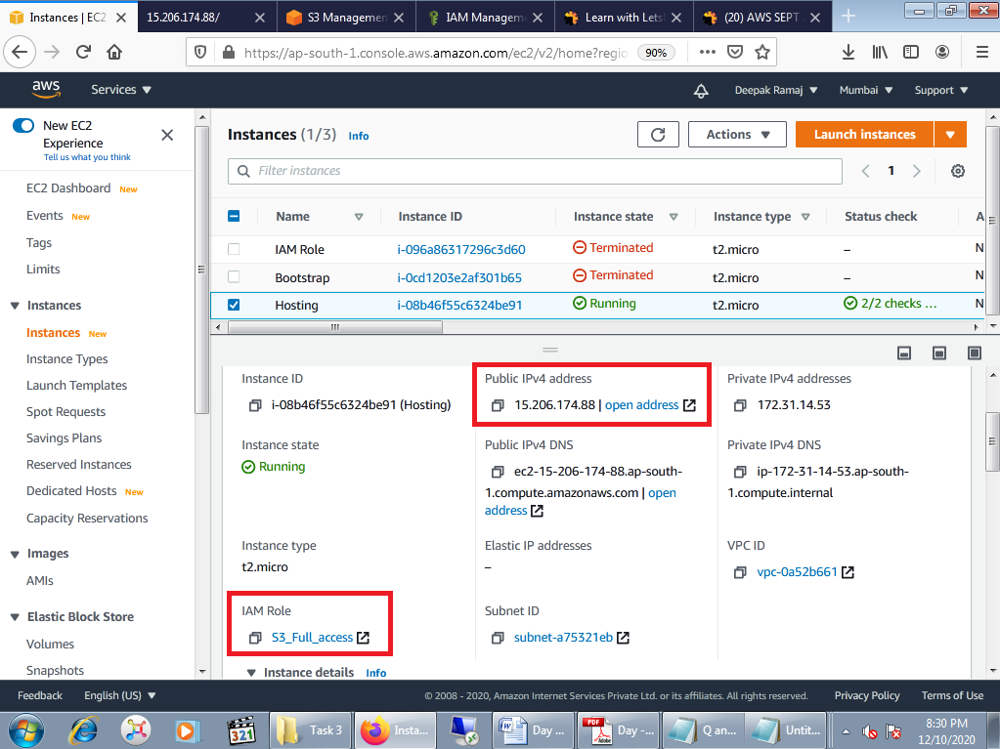 Instances | EC2
15.206.174.88/
S3 Managemen
IAM Managem
Learn with Lets
(20) AWS SEPT
https://ap-south-1.console.aws.amazon.com/ec2/v2/home?regio
90%
aws
Services
Deepak Ramaj
Mumbai
Support
New EC2
Experience
Tell us what you think
EC2 Dashboard New
Events New
Tags
Limits
Instances
Instances New
Instance Types
Launch Templates
Spot Requests
Savings Plans
Reserved Instances
Dedicated Hosts New
Capacity Reservations
Images
AMIs
Elastic Block Store
Volumes
Snapshots
Instances (1/3) Info
Actions
Launch instances
Filter instances
1
Name Instance ID Instance state Instance type Status check A
IAM Role i-096a86317296c3d60 Terminated t2.micro – N
Bootstrap i-0cd1203e2af301b65 Terminated t2.micro – N
Hosting i-08b46f55c6324be91 Running t2.micro 2/2 checks ... N
Instance ID
i-08b46f55c6324be91 (Hosting)
Public IPv4 address
15.206.174.88 | open address
Private IPv4 addresses
172.31.14.53
Instance state
Running
Public IPv4 DNS
ec2-15-206-174-88.ap-south-
1.compute.amazonaws.com | open
address
Private IPv4 DNS
ip-172-31-14-53.ap-south-
1.compute.internal
Instance type
t2.micro
Elastic IP addresses
–
VPC ID
vpc-0a52b661
IAM Role
S3_Full_access
Subnet ID
subnet-a75321eb
Instance details Info
Feedback
English (US)
© 2008 - 2020, Amazon Internet Services Private Ltd. or its affiliates. All rights reserved.
Privacy Policy
Terms of Use
321
Task 3
Insta...
Day ...
PDF
Adobe
Day -...
Q an...
Untit...
8:30 PM
12/10/2020